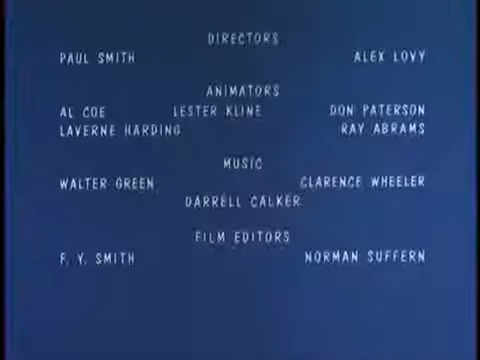 DIRECTORS
PAUL SMITH ALEX LOVY
ANIMATORS
AL COE LESTER KLINE DON PATERSON
LAVERNE HARDING RAY ABRAMS
MUSIC
WALTER GREEN CLARENCE WHEELER
DARRELL CALKER
FILM EDITORS
F. Y. SMITH NORMAN SUFFERN